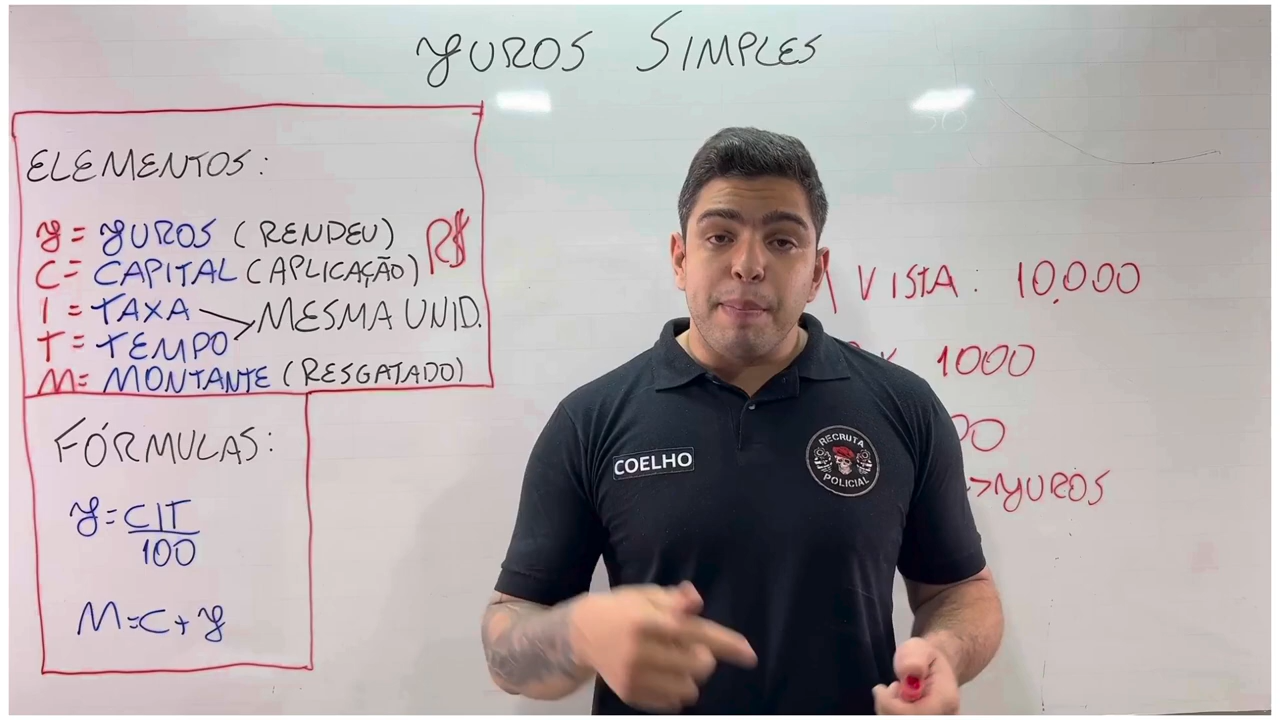 JUROS SIMPLES
ELEMENTOS:
J = JUROS (RENDEU) R$
C = CAPITAL (APLICAÇÃO)
I = TAXA
MESMA UNID.
T = TEMPO
M = MONTANTE (RESGATADO)
FÓRMULAS:
J = CIT
100
M = C + J
VISTA: 10.000
1000
JUROS
COELHO
RECRUTA
POLICIAL